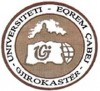 UNIVERSITETI · EQREM ÇABEJ ·
GJIROKASTËR